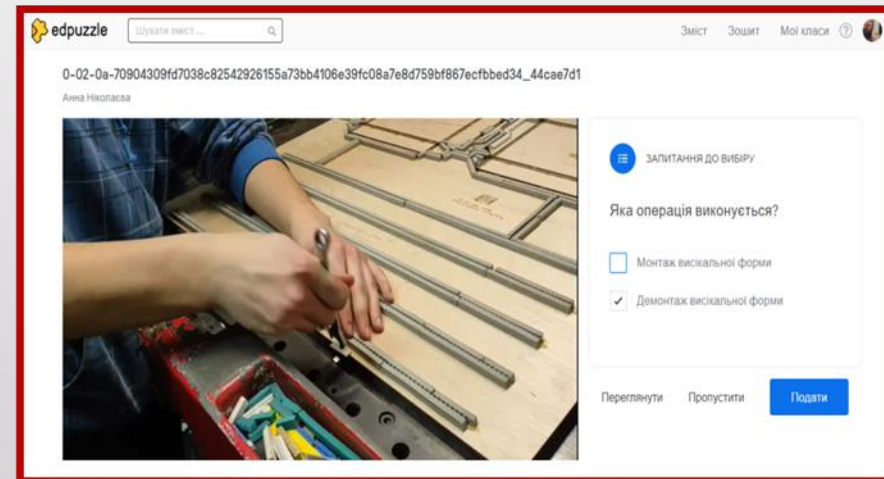 edpuzzle
Шукати вміст ...
Зміст
Зошит
Мої класи
?
0-02-0a-70904309fd7038c82542926155a73bb4106e39fc08a7e8d759bf867ecfbbed34_44cae7d1
Анна Ніколаєва
ЗАПИТАННЯ ДО ВИБІРУ
Яка операція виконується?
Монтаж висікальної форми
Демонтаж висікальної форми
Переглянути
Пропустити
Подати